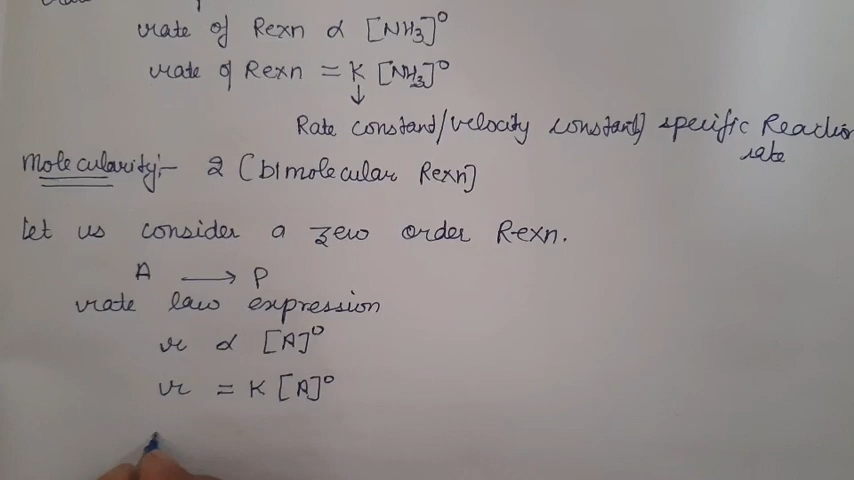 rate of Rexn ∝ [NH3]⁰
rate of Rexn = K [NH3]⁰
↓
Rate constant/velocity constant/ specific Reaction
rate
Molecularity:- 2 (bimolecular Rexn]
Let us consider a zero order Rexn.
A ⟶ P
rate law expression
r ∝ [A]⁰
r = K [A]⁰